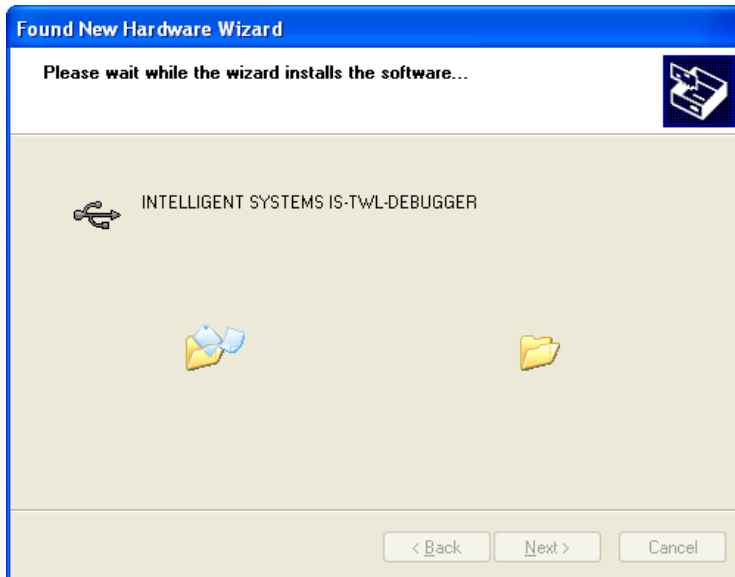 Found New Hardware Wizard
Please wait while the wizard installs the software...
INTELLIGENT SYSTEMS IS-TWL-DEBUGGER
< Back Next > Cancel